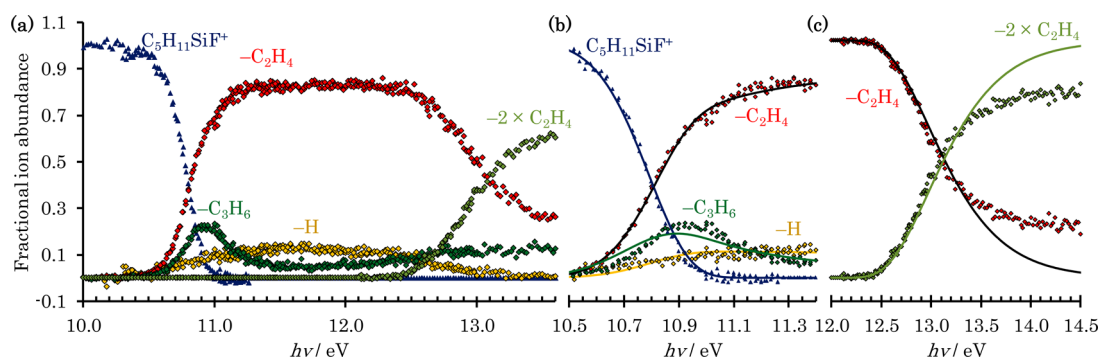 (a)
1.1
0.9
0.7
0.5
0.3
0.1
-0.1
Fractional ion abundance
C₅H₁₁SiF⁺
–C₂H₄
–2 × C₂H₄
–C₃H₆
–H
10.0 11.0 12.0 13.0
hν / eV
(b)
C₅H₁₁SiF⁺
–C₂H₄
–C₃H₆
–H
10.5 10.7 10.9 11.1 11.3
hν / eV
(c)
–2 × C₂H₄
–C₂H₄
12.0 12.5 13.0 13.5 14.0 14.5
hν / eV